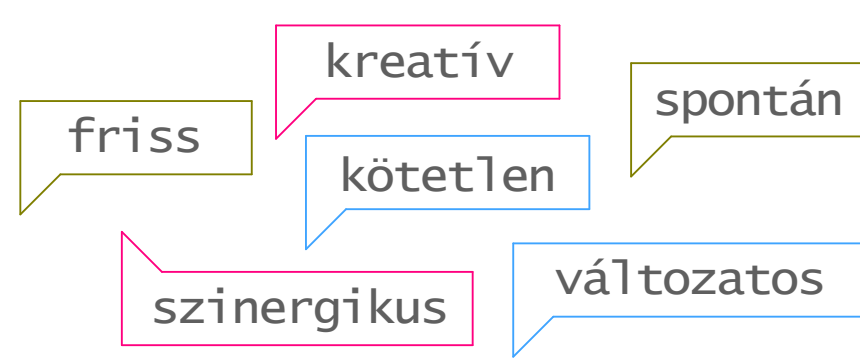 kreatív
spontán
friss
kötetlen
változatos
szinergikus